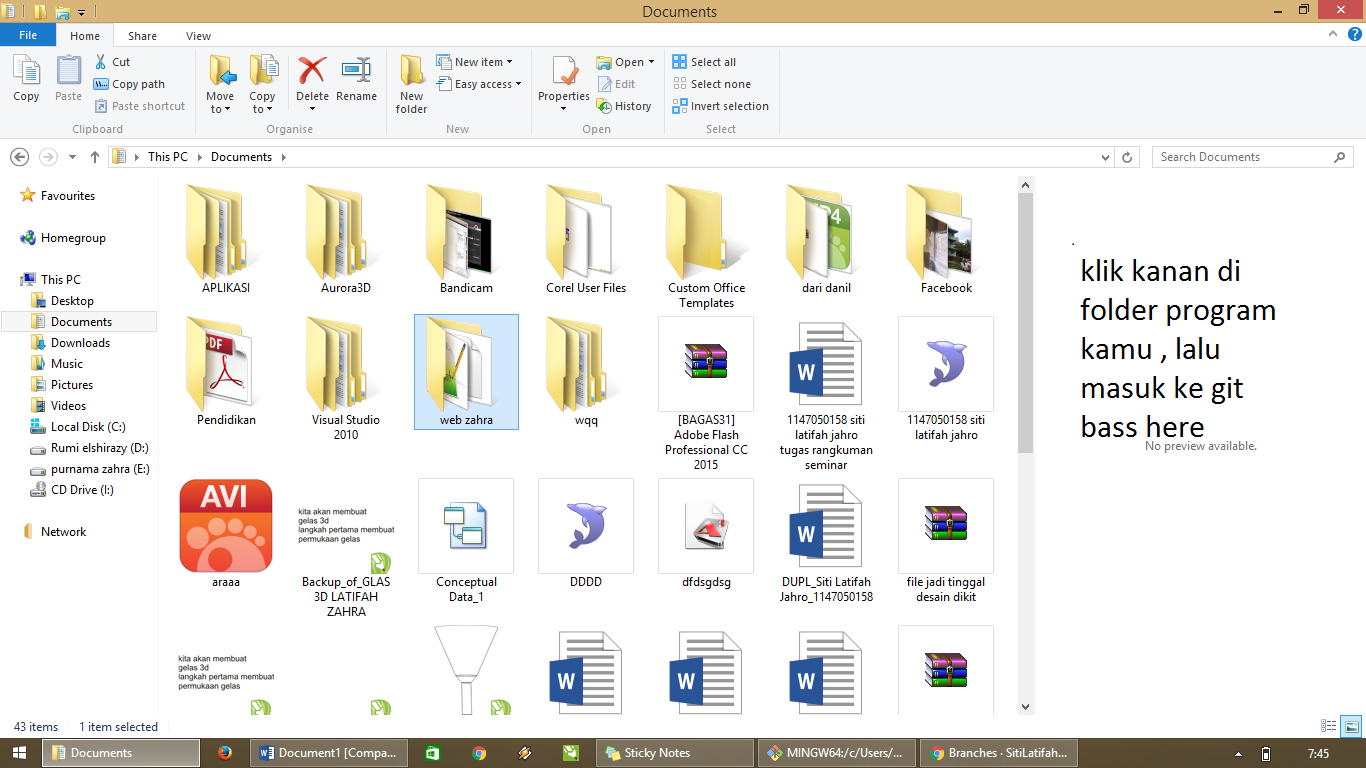 Documents
File Home Share View
Copy
Paste
Cut
Copy path
Paste shortcut
Clipboard
Move to
Copy to
Delete
Rename
Organise
New folder
New item
Easy access
New
Properties
Open
Edit
History
Open
Select all
Select none
Invert selection
Select
This PC Documents
Search Documents
Favourites
Homegroup
This PC
Desktop
Documents
Downloads
Music
Pictures
Videos
Local Disk (C:)
Rumi elshirazy (D:)
purnama zahra (E:)
CD Drive (I:)
Network
APLIKASI
Aurora3D
Bandicam
Corel User Files
Custom Office
Templates
dari danil
Facebook
PDF
Pendidikan
Visual Studio
2010
web zahra
wqq
[BAGAS31]
Adobe Flash
Professional CC
2015
W
1147050158 siti
latifah jahro
tugas rangkuman
seminar
1147050158 siti
latifah jahro
AVI
araaa
kita akan membuat
gelas 3d
langkah pertama membuat
permukaan gelas
Backup_of_GLAS
3D LATIFAH
ZAHRA
Conceptual
Data_1
DDDD
dfdsgdsg
W
DUPL_Siti Latifah
Jahro_1147050158
file jadi tinggal
desain dikit
kita akan membuat
gelas 3d
langkah pertama membuat
permukaan gelas
W
W
W
.
klik kanan di
folder program
kamu , lalu
masuk ke git
bass here
No preview available.
43 items 1 item selected
Documents
Document1 [Compa...
Sticky Notes
MINGW64:/c/Users/...
Branches · SitiLatifah...
7:45